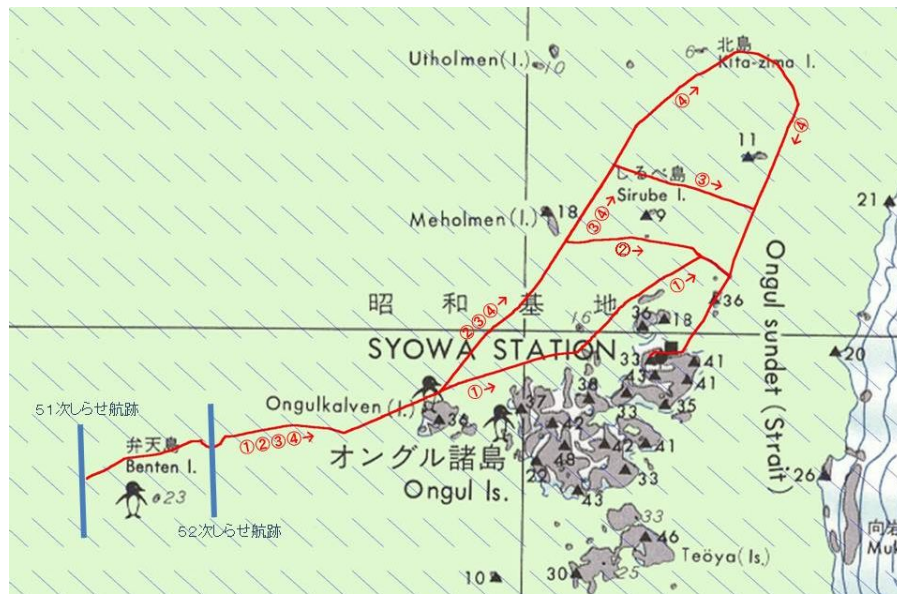 Utholmen(I.)
10
6
北島
Kita-zima I.
④→
④→
11
しるべ島
Sirube I.
③→
21
Meholmen(I.)
18
③④→
9
②→
①→
Ongul sundet (Strait)
昭和基地
②③④→
16
36
18
36
SYOWA STATION
33
41
20
43
41
①→
38
33
35
Ongulkalven(I.)
36
37
51次しらせ航跡
弁天島
Benten I.
①②③④→
42
42
41
オングル諸島
Ongul Is.
48
22
33
43
26
23
52次しらせ航跡
33
46
Teöya(Is.)
向岩
Muk
10
30
25